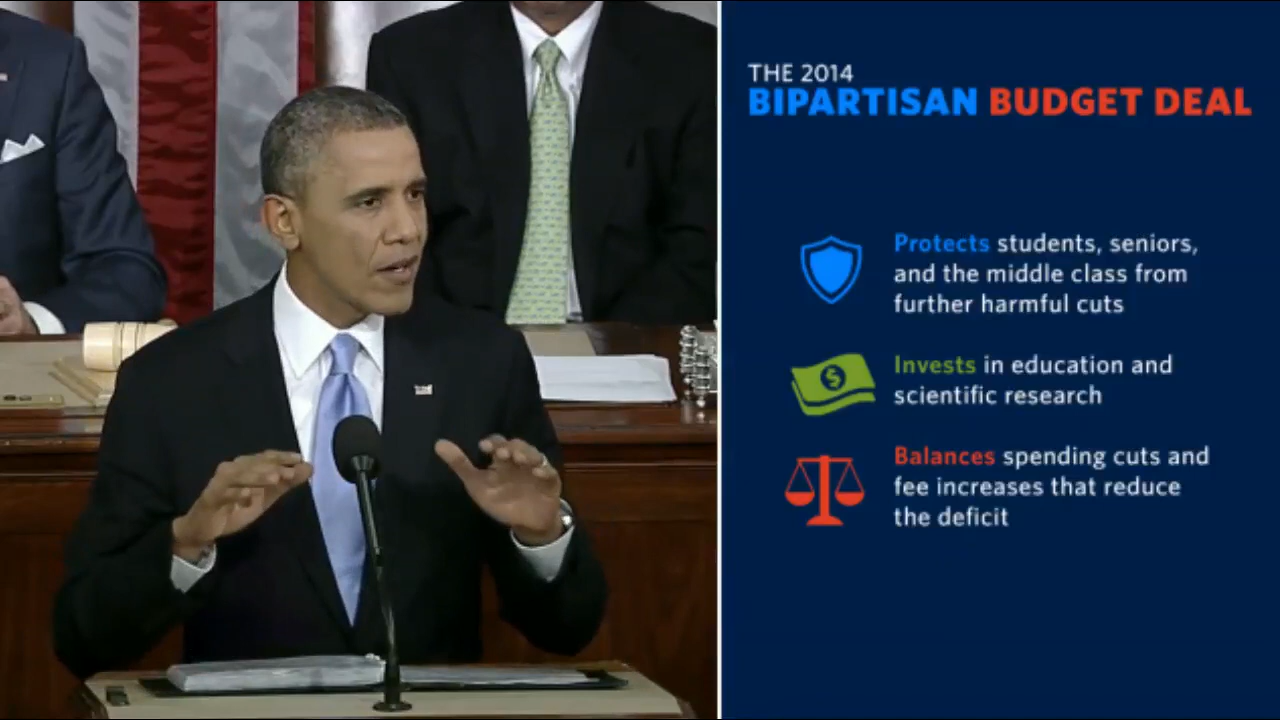 THE 2014
BIPARTISAN BUDGET DEAL
Protects students, seniors,
and the middle class from
further harmful cuts
Invests in education and
scientific research
Balances spending cuts and
fee increases that reduce
the deficit